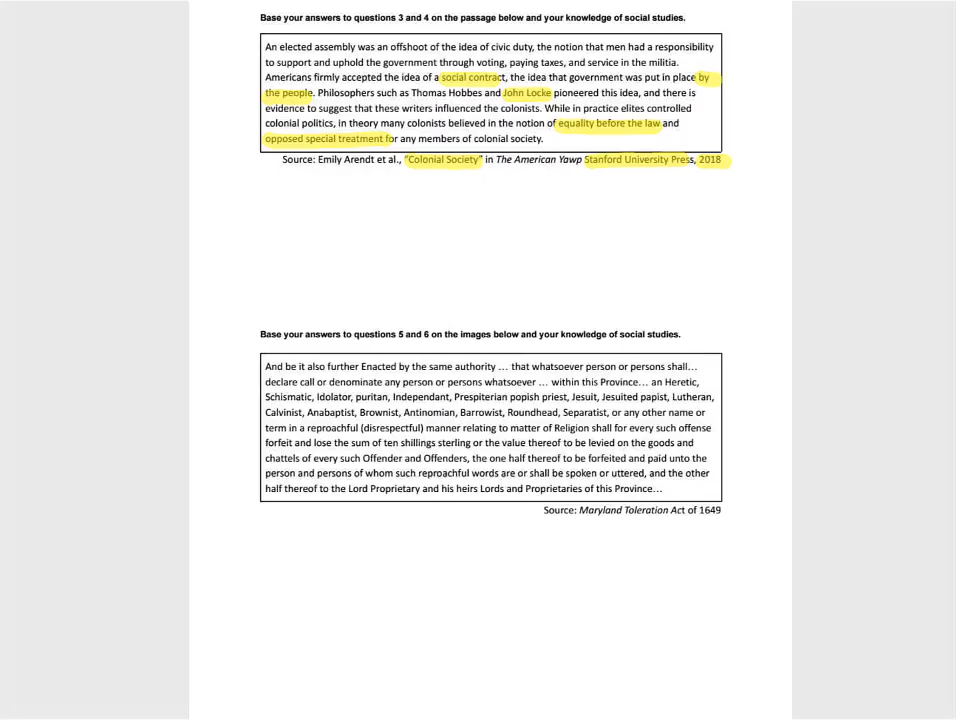 Base your answers to questions 3 and 4 on the passage below and your knowledge of social studies.
An elected assembly was an offshoot of the idea of civic duty, the notion that men had a responsibility
to support and uphold the government through voting, paying taxes, and service in the militia.
Americans firmly accepted the idea of a social contract, the idea that government was put in place by
the people. Philosophers such as Thomas Hobbes and John Locke pioneered this idea, and there is
evidence to suggest that these writers influenced the colonists. While in practice elites controlled
colonial politics, in theory many colonists believed in the notion of equality before the law and
opposed special treatment for any members of colonial society.
Source: Emily Arendt et al., "Colonial Society" in The American Yawp Stanford University Press, 2018
Base your answers to questions 5 and 6 on the images below and your knowledge of social studies.
And be it also further Enacted by the same authority … that whatsoever person or persons shall…
declare call or denominate any person or persons whatsoever … within this Province… an Heretic,
Schismatic, Idolator, puritan, Independant, Prespiterian popish priest, Jesuit, Jesuited papist, Lutheran,
Calvinist, Anabaptist, Brownist, Antinomian, Barrowist, Roundhead, Separatist, or any other name or
term in a reproachful (disrespectful) manner relating to matter of Religion shall for every such offense
forfeit and lose the sum of ten shillings sterling or the value thereof to be levied on the goods and
chattels of every such Offender and Offenders, the one half thereof to be forfeited and paid unto the
person and persons of whom such reproachful words are or shall be spoken or uttered, and the other
half thereof to the Lord Proprietary and his heirs Lords and Proprietaries of this Province…
Source: Maryland Toleration Act of 1649